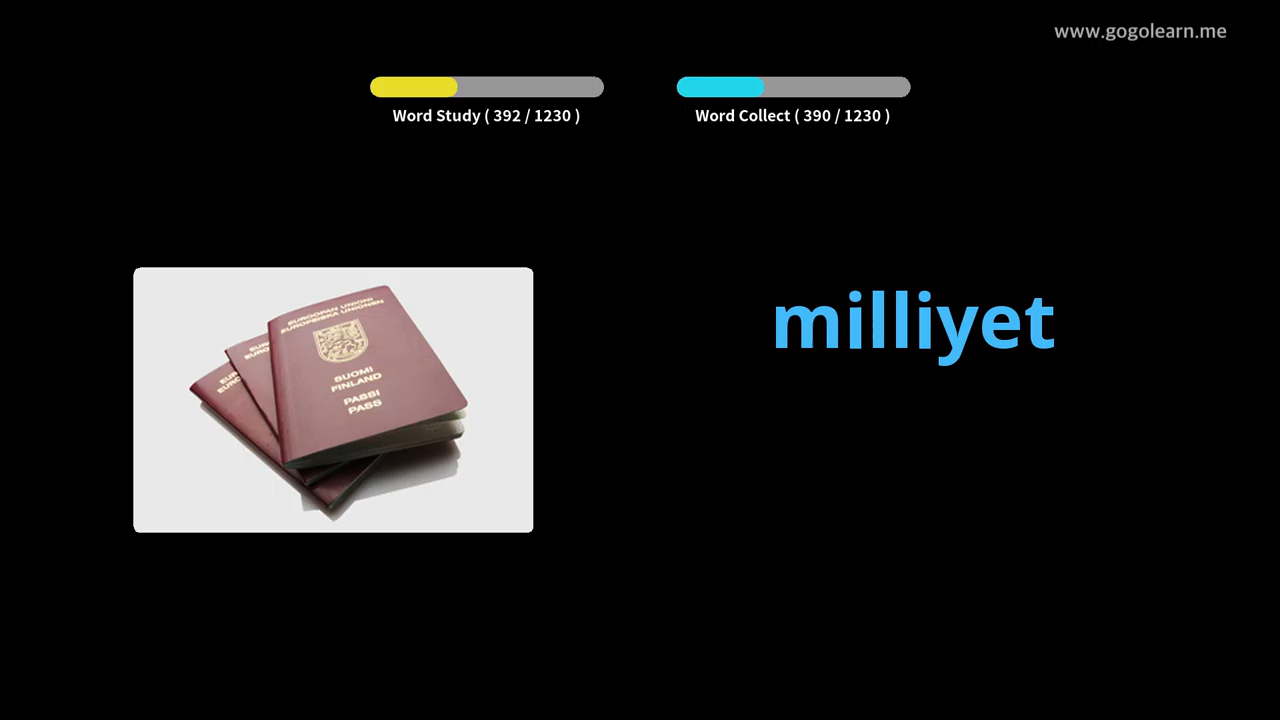 www.gogolearn.me
Word Study ( 392 / 1230 )
Word Collect ( 390 / 1230 )
milliyet
EUROOPAN UNIONI
EUROPEISKA UNIONEN
SUOMI
FINLAND
PASSI
PASS